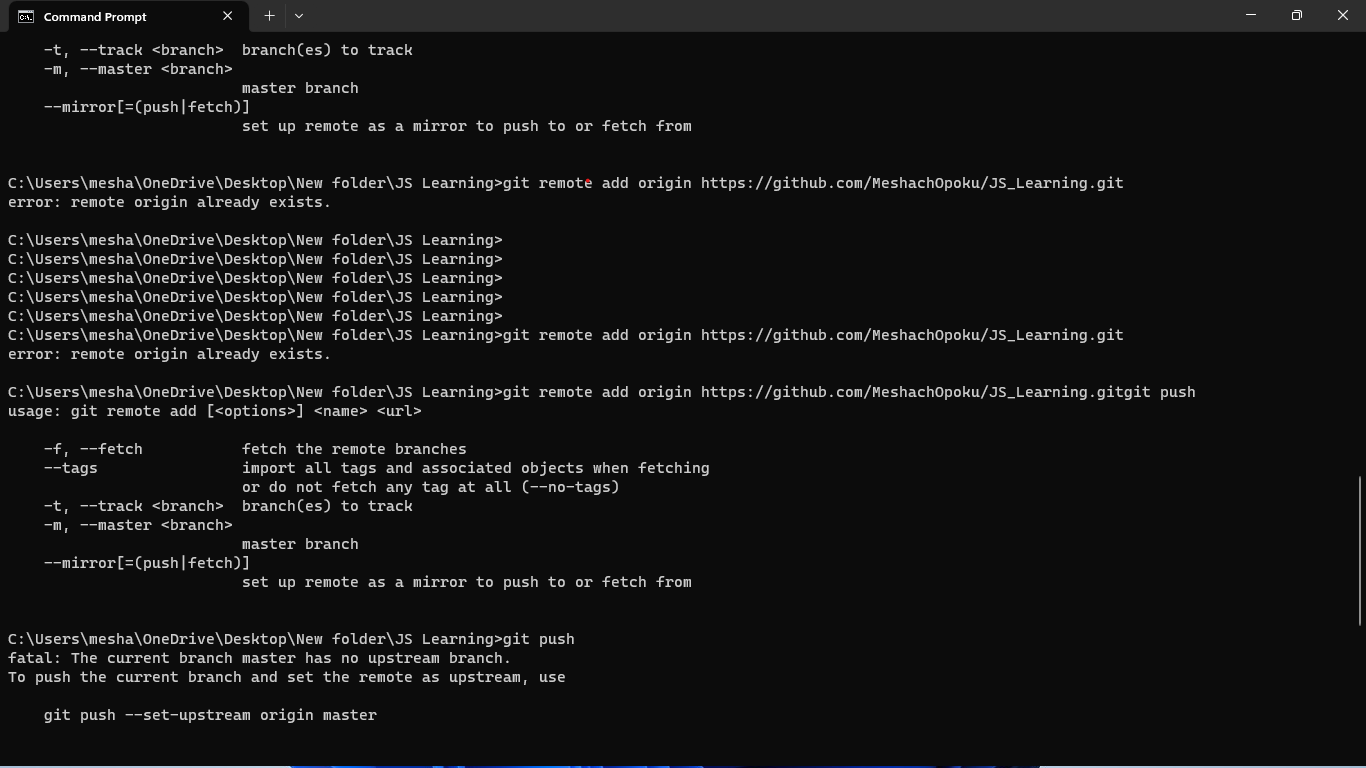 Command Prompt
-t, --track <branch>  branch(es) to track
-m, --master <branch>
master branch
--mirror[=(push|fetch)]
set up remote as a mirror to push to or fetch from
C:\Users\mesha\OneDrive\Desktop\New folder\JS Learning>git remote add origin https://github.com/MeshachOpoku/JS_Learning.git
error: remote origin already exists.
C:\Users\mesha\OneDrive\Desktop\New folder\JS Learning>
C:\Users\mesha\OneDrive\Desktop\New folder\JS Learning>
C:\Users\mesha\OneDrive\Desktop\New folder\JS Learning>
C:\Users\mesha\OneDrive\Desktop\New folder\JS Learning>
C:\Users\mesha\OneDrive\Desktop\New folder\JS Learning>
C:\Users\mesha\OneDrive\Desktop\New folder\JS Learning>git remote add origin https://github.com/MeshachOpoku/JS_Learning.git
error: remote origin already exists.
C:\Users\mesha\OneDrive\Desktop\New folder\JS Learning>git remote add origin https://github.com/MeshachOpoku/JS_Learning.gitgit push
usage: git remote add [<options>] <name> <url>
-f, --fetch           fetch the remote branches
--tags                import all tags and associated objects when fetching
or do not fetch any tag at all (--no-tags)
-t, --track <branch>  branch(es) to track
-m, --master <branch>
master branch
--mirror[=(push|fetch)]
set up remote as a mirror to push to or fetch from
C:\Users\mesha\OneDrive\Desktop\New folder\JS Learning>git push
fatal: The current branch master has no upstream branch.
To push the current branch and set the remote as upstream, use
git push --set-upstream origin master